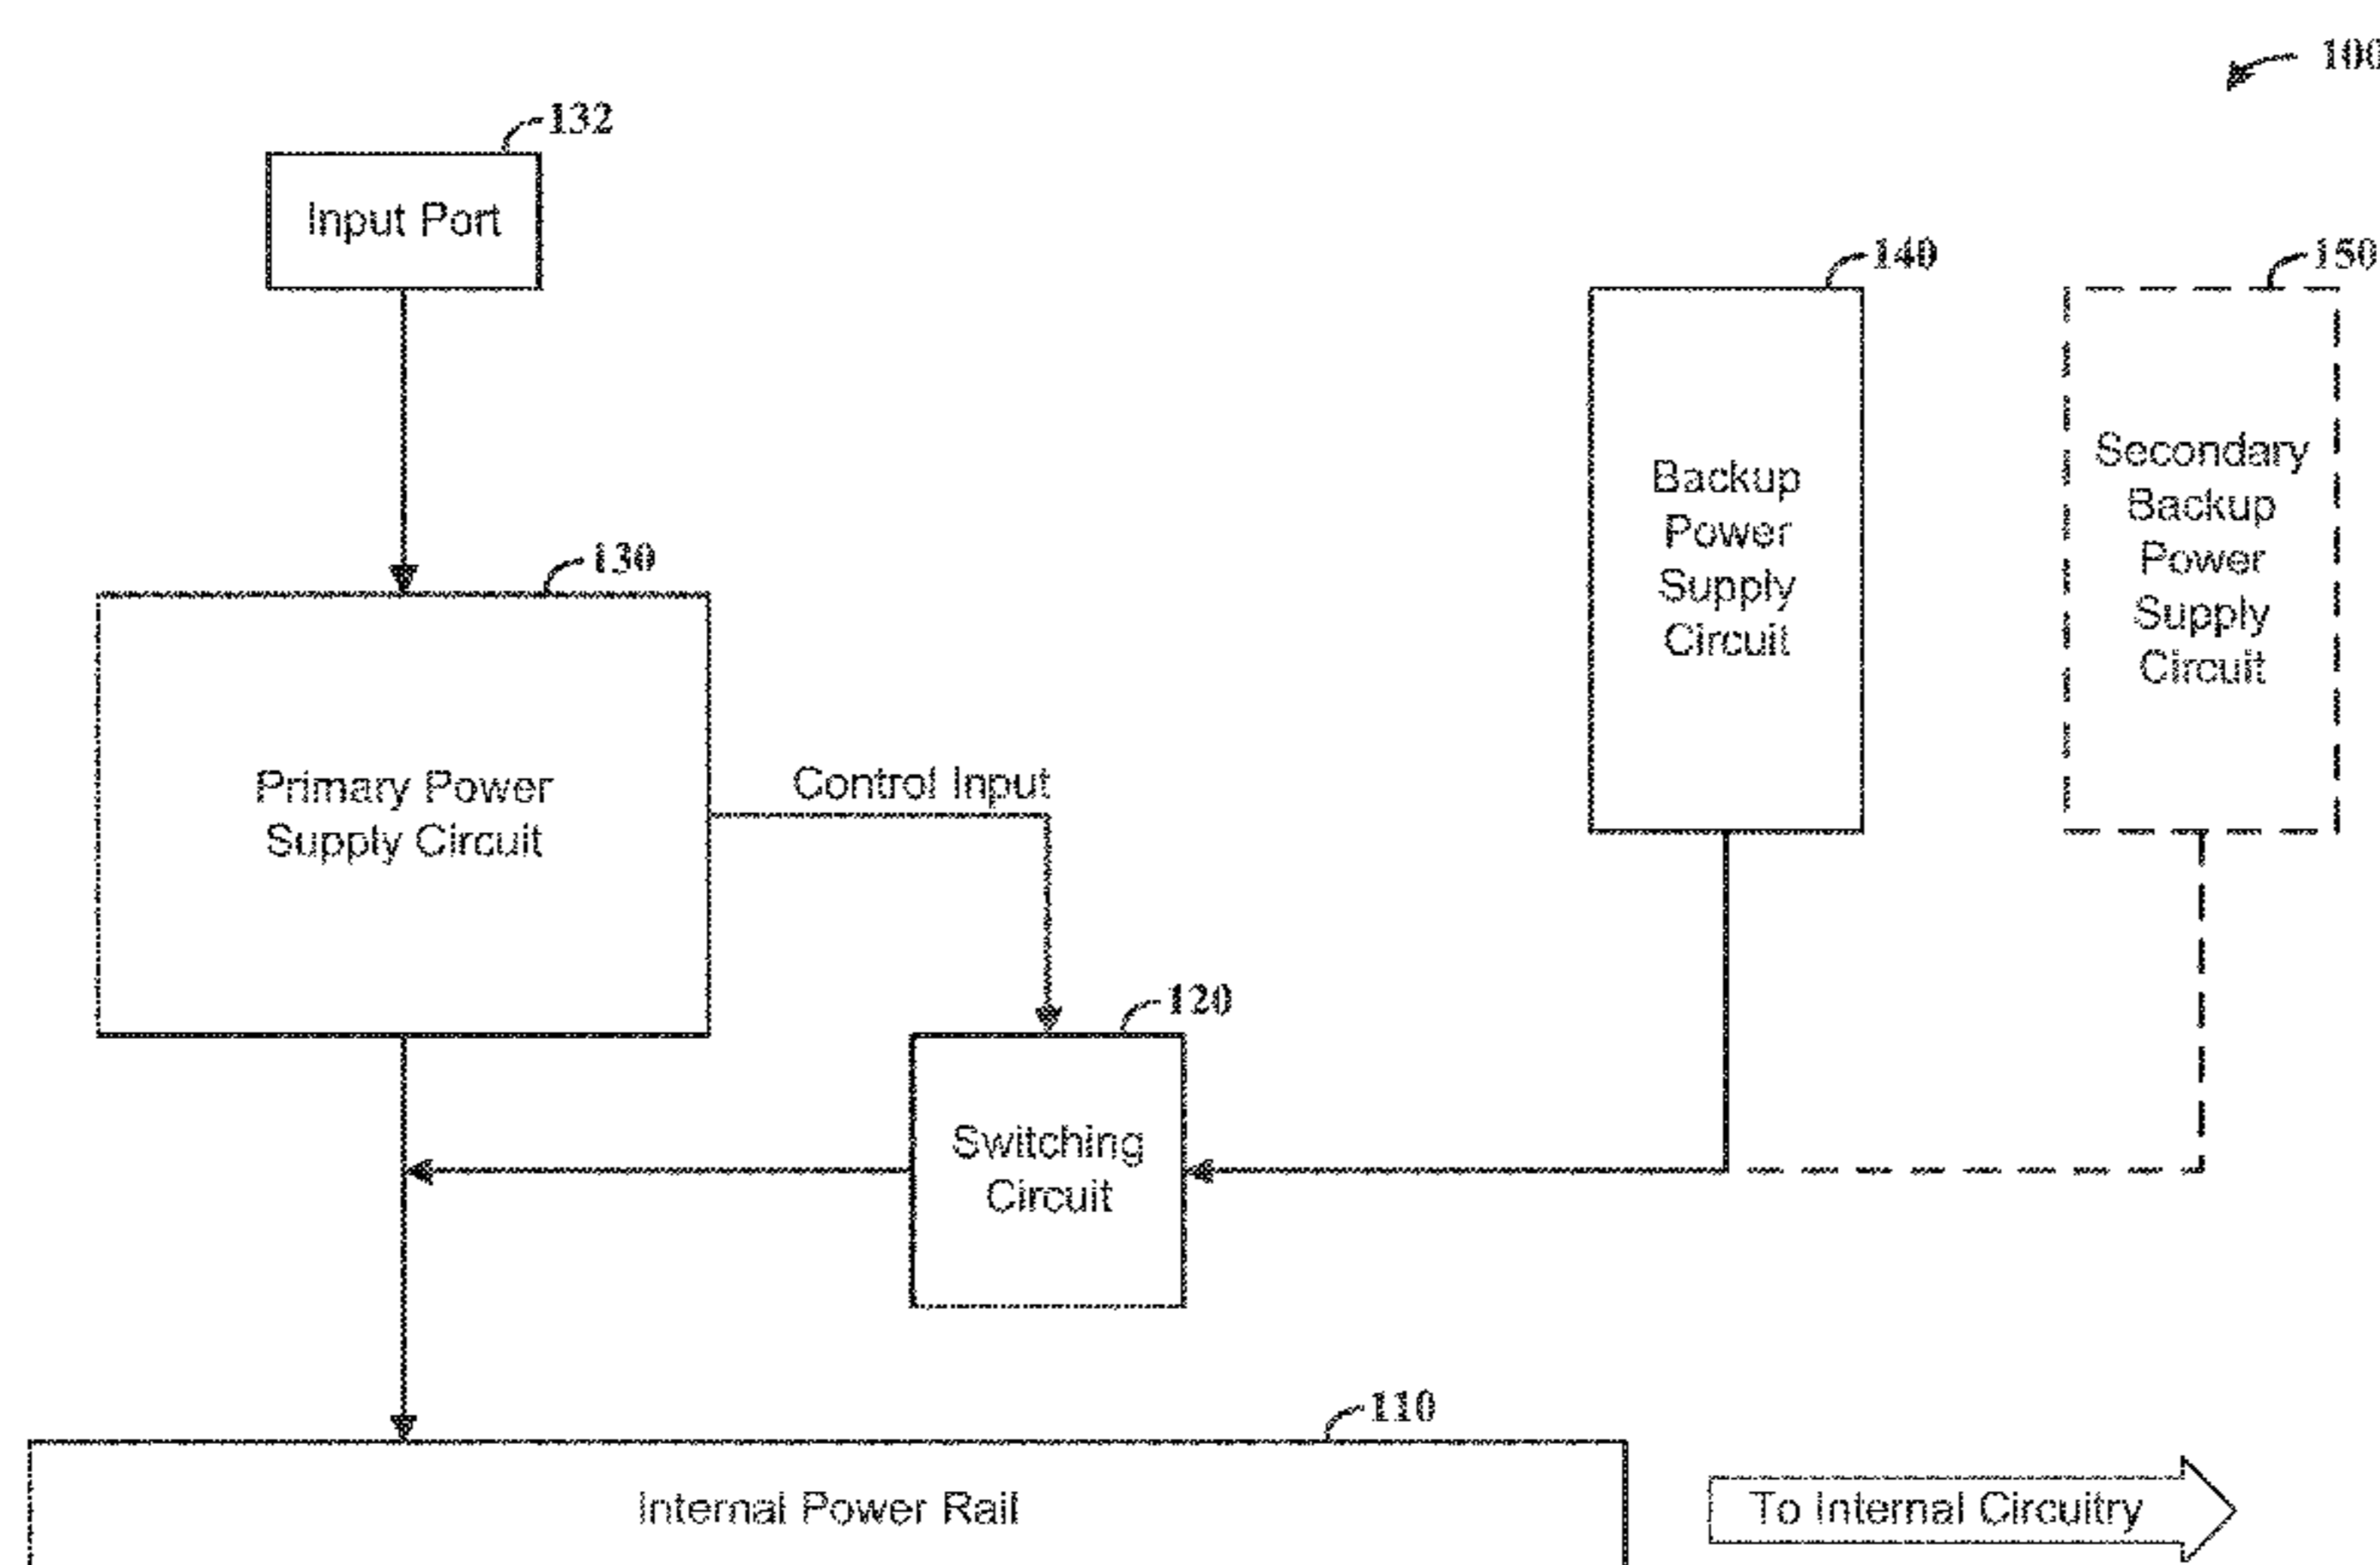 100
132
Input Port
140
150
Backup
Power
Supply
Circuit
Secondary
Backup
Power
Supply
Circuit
130
Primary Power
Supply Circuit
Control Input
120
Switching
Circuit
110
Internal Power Rail
To Internal Circuitry